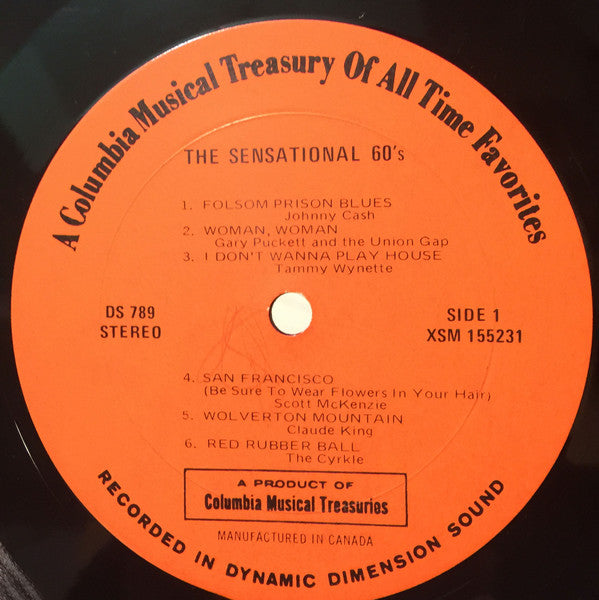 A Columbia Musical Treasury Of All Time Favorites
THE SENSATIONAL 60's
1. FOLSOM PRISON BLUES
Johnny Cash
2. WOMAN, WOMAN
Gary Puckett and the Union Gap
3. I DON'T WANNA PLAY HOUSE
Tammy Wynette
DS 789
STEREO
SIDE 1
XSM 155231
4. SAN FRANCISCO
(Be Sure To Wear Flowers In Your Hair)
Scott McKenzie
5. WOLVERTON MOUNTAIN
Claude King
6. RED RUBBER BALL
The Cyrkle
A PRODUCT OF
Columbia Musical Treasuries
MANUFACTURED IN CANADA
RECORDED IN DYNAMIC DIMENSION SOUND